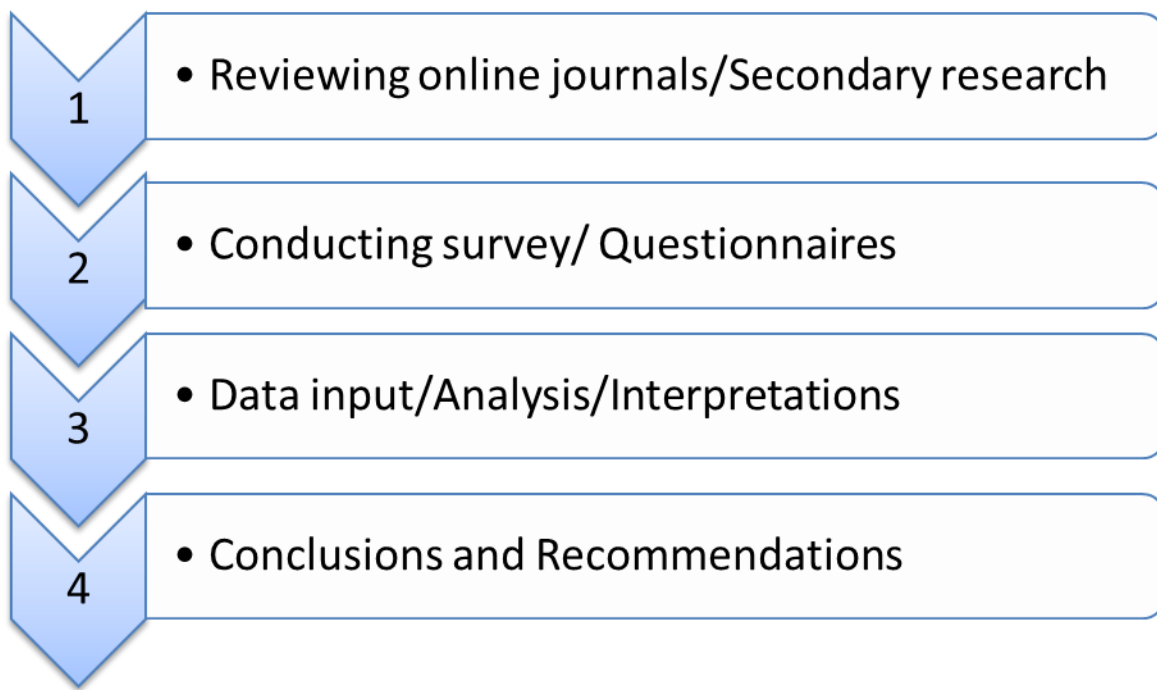 1
• Reviewing online journals/Secondary research
2
• Conducting survey/ Questionnaires
3
• Data input/Analysis/Interpretations
4
• Conclusions and Recommendations